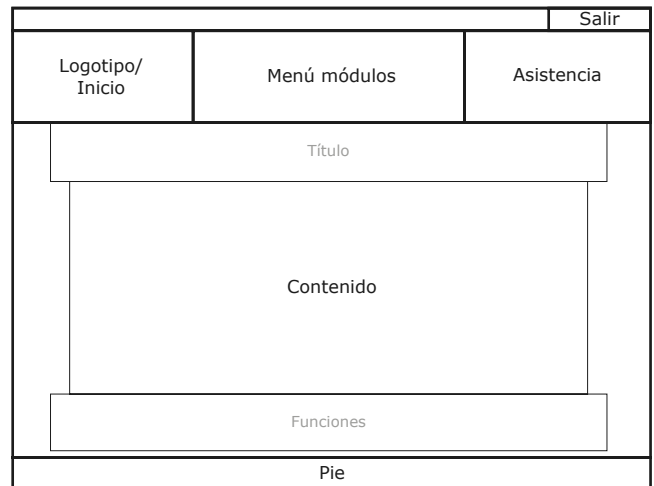 Salir
Logotipo/
Inicio
Menú módulos
Asistencia
Título
Contenido
Funciones
Pie